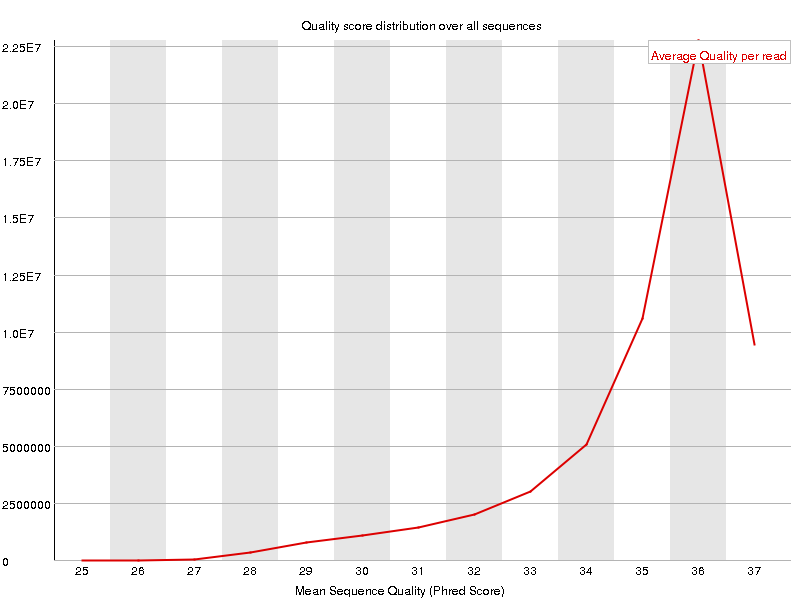 Quality score distribution over all sequences
Average Quality per read
2.25E7
2.0E7
1.75E7
1.5E7
1.25E7
1.0E7
7500000
5000000
2500000
0
25 26 27 28 29 30 31 32 33 34 35 36 37
Mean Sequence Quality (Phred Score)